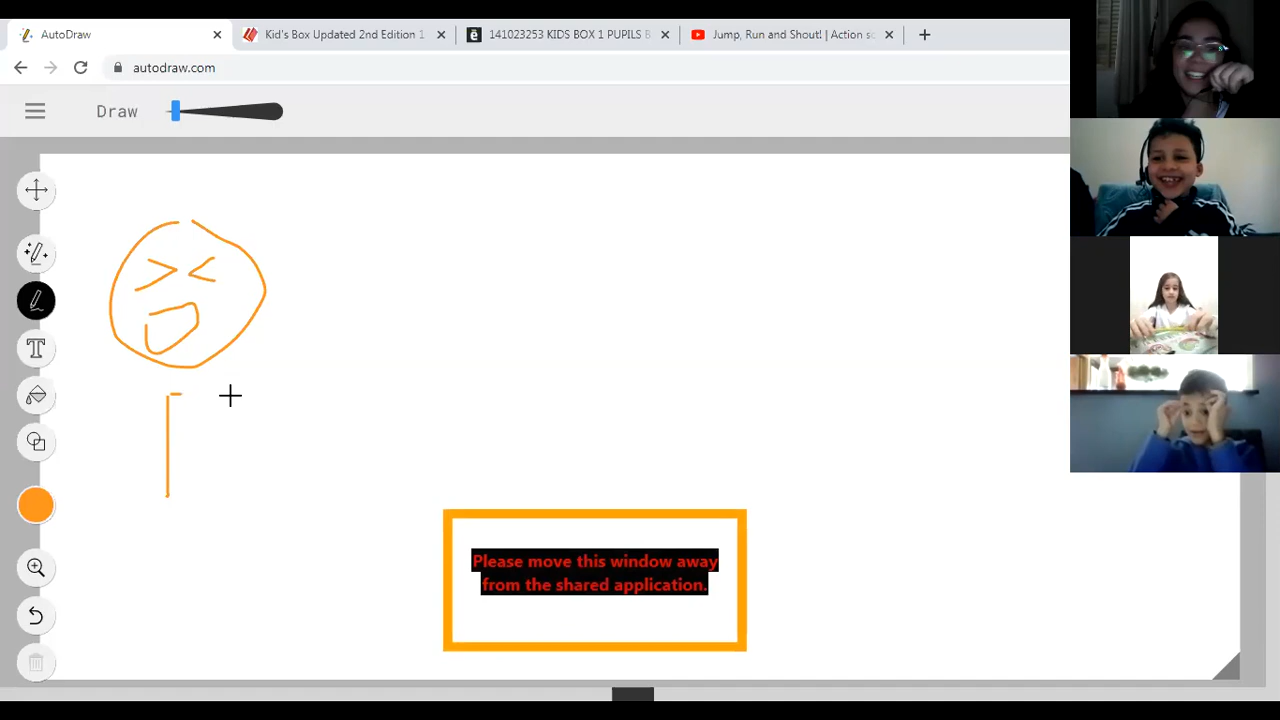 AutoDraw
Kid's Box Updated 2nd Edition 1
141023253 KIDS BOX 1 PUPILS B
Jump, Run and Shout! | Action so
autodraw.com
Draw
T
Please move this window away
from the shared application.